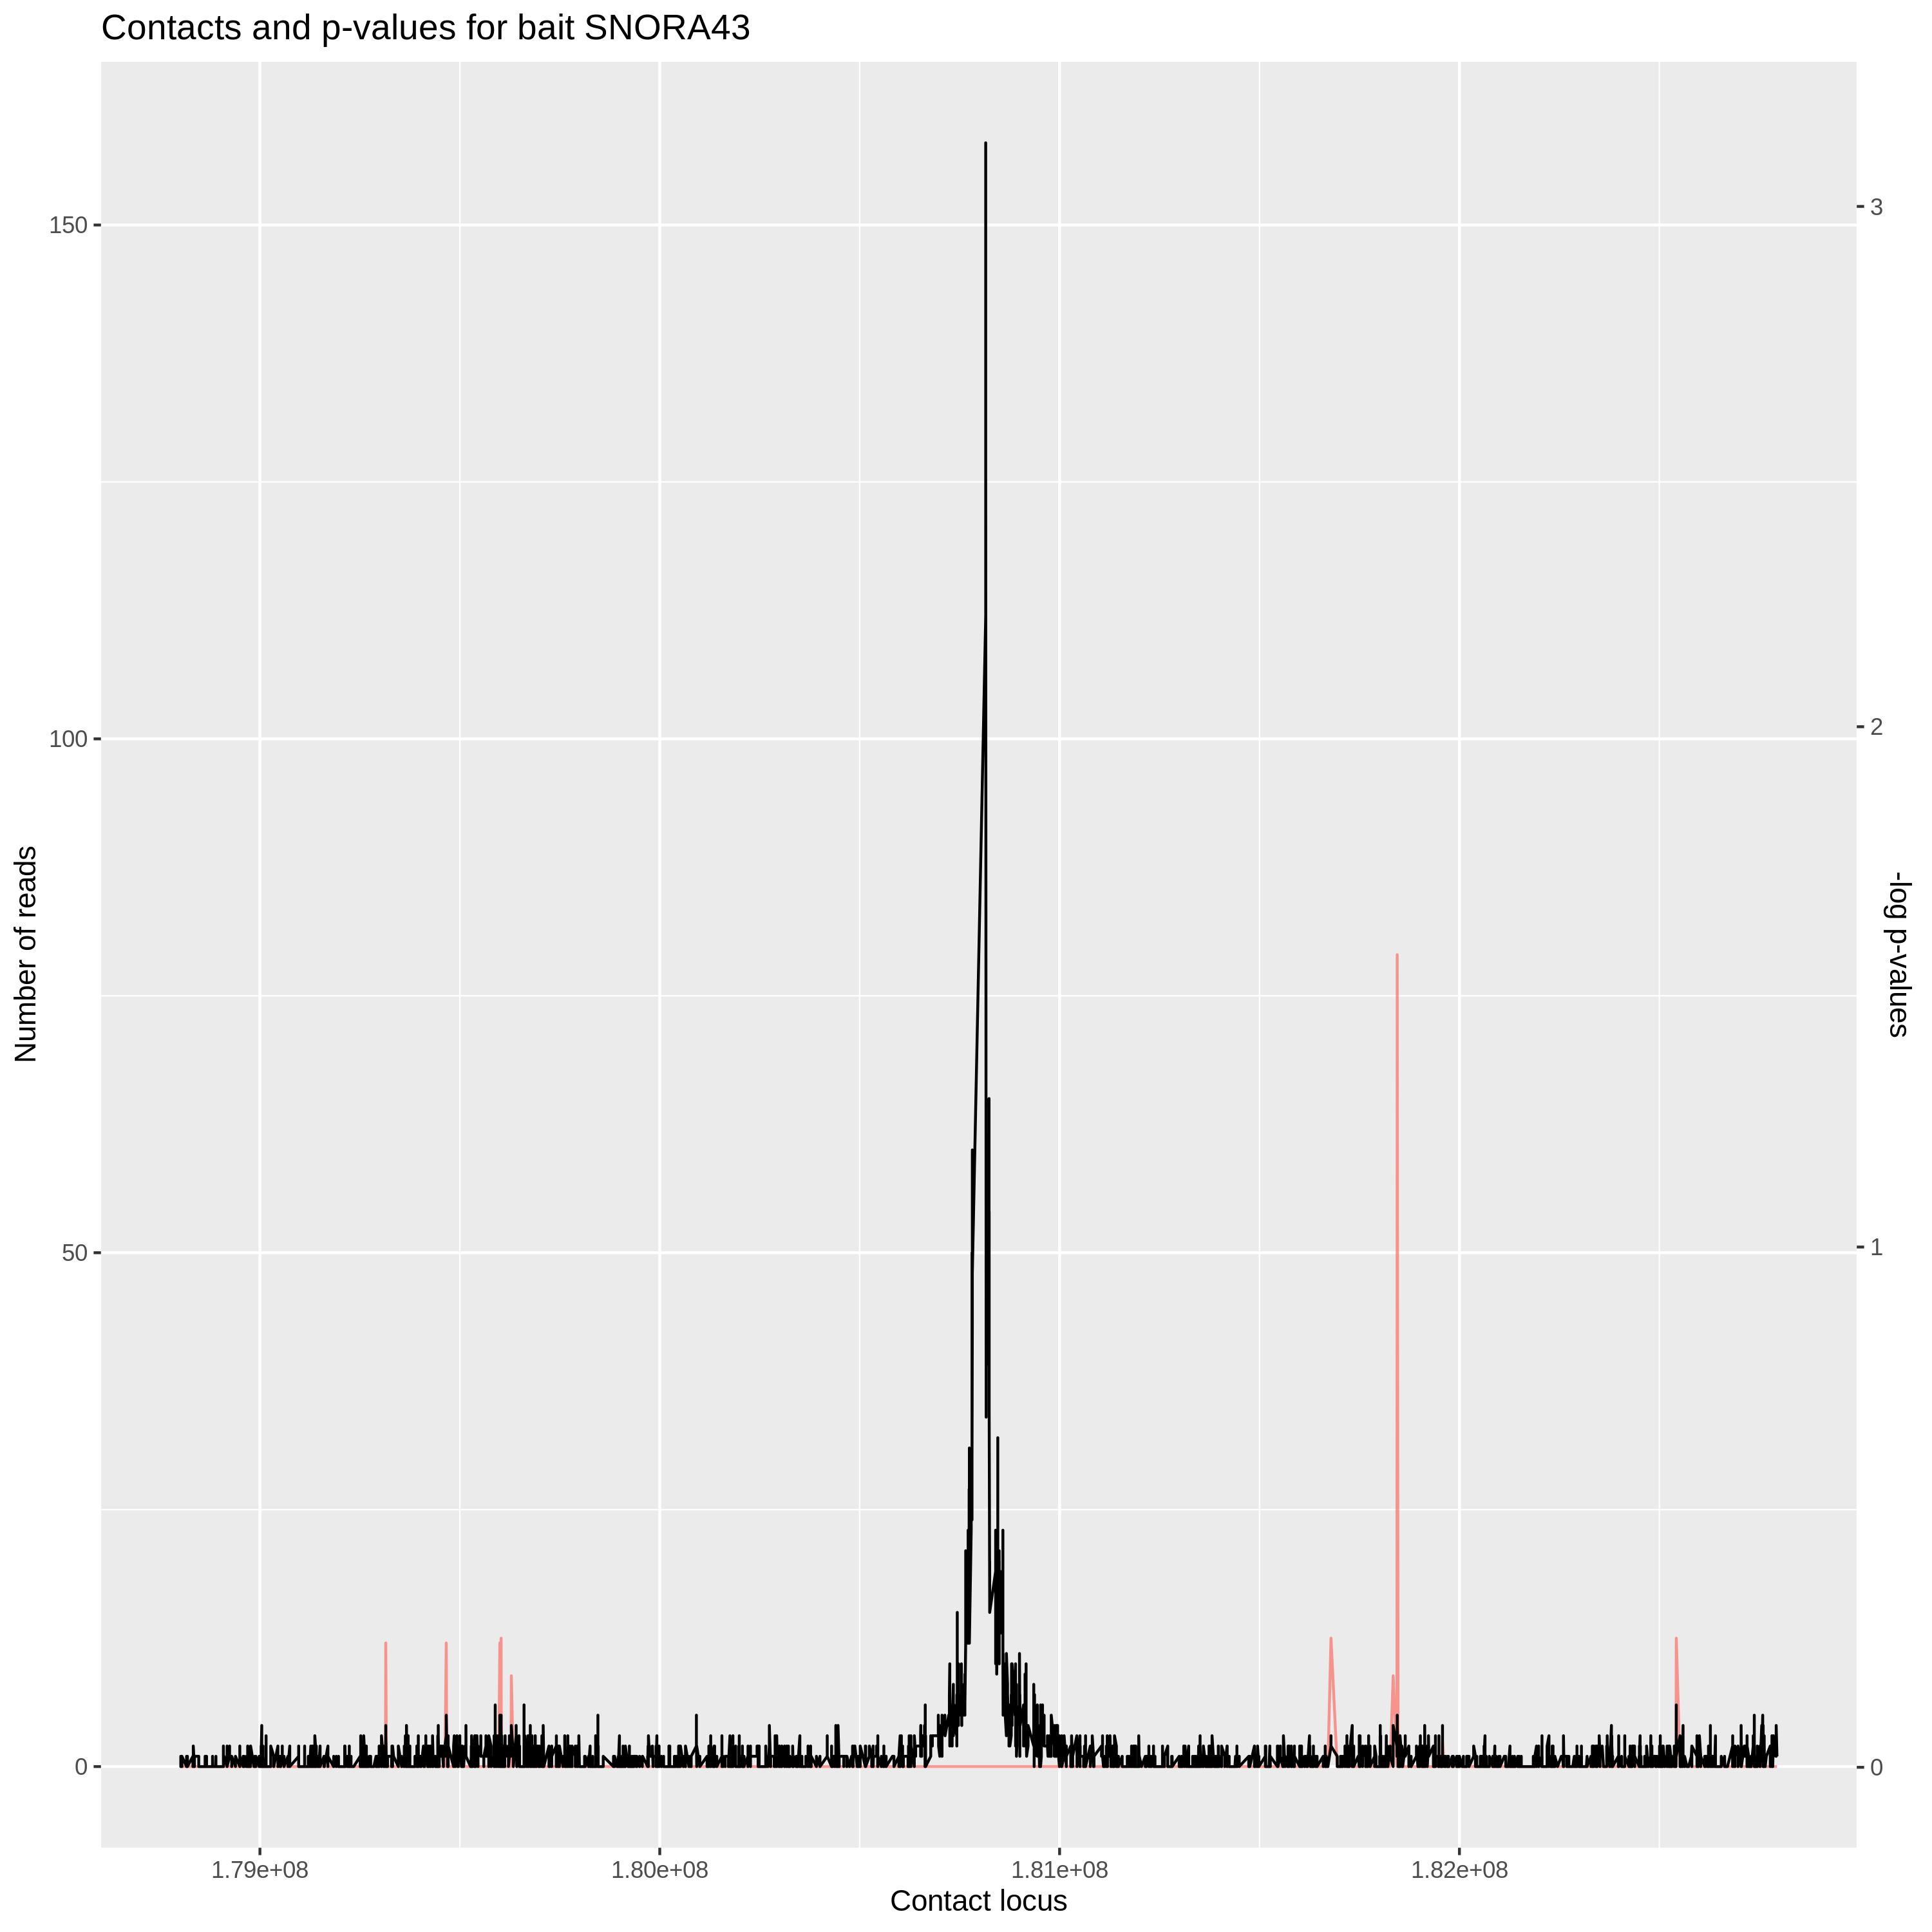 Contacts and p-values for bait SNORA43
150
100
50
0
Number of reads
3
2
1
0
-log p-values
1.79e+08
1.80e+08
1.81e+08
1.82e+08
Contact locus